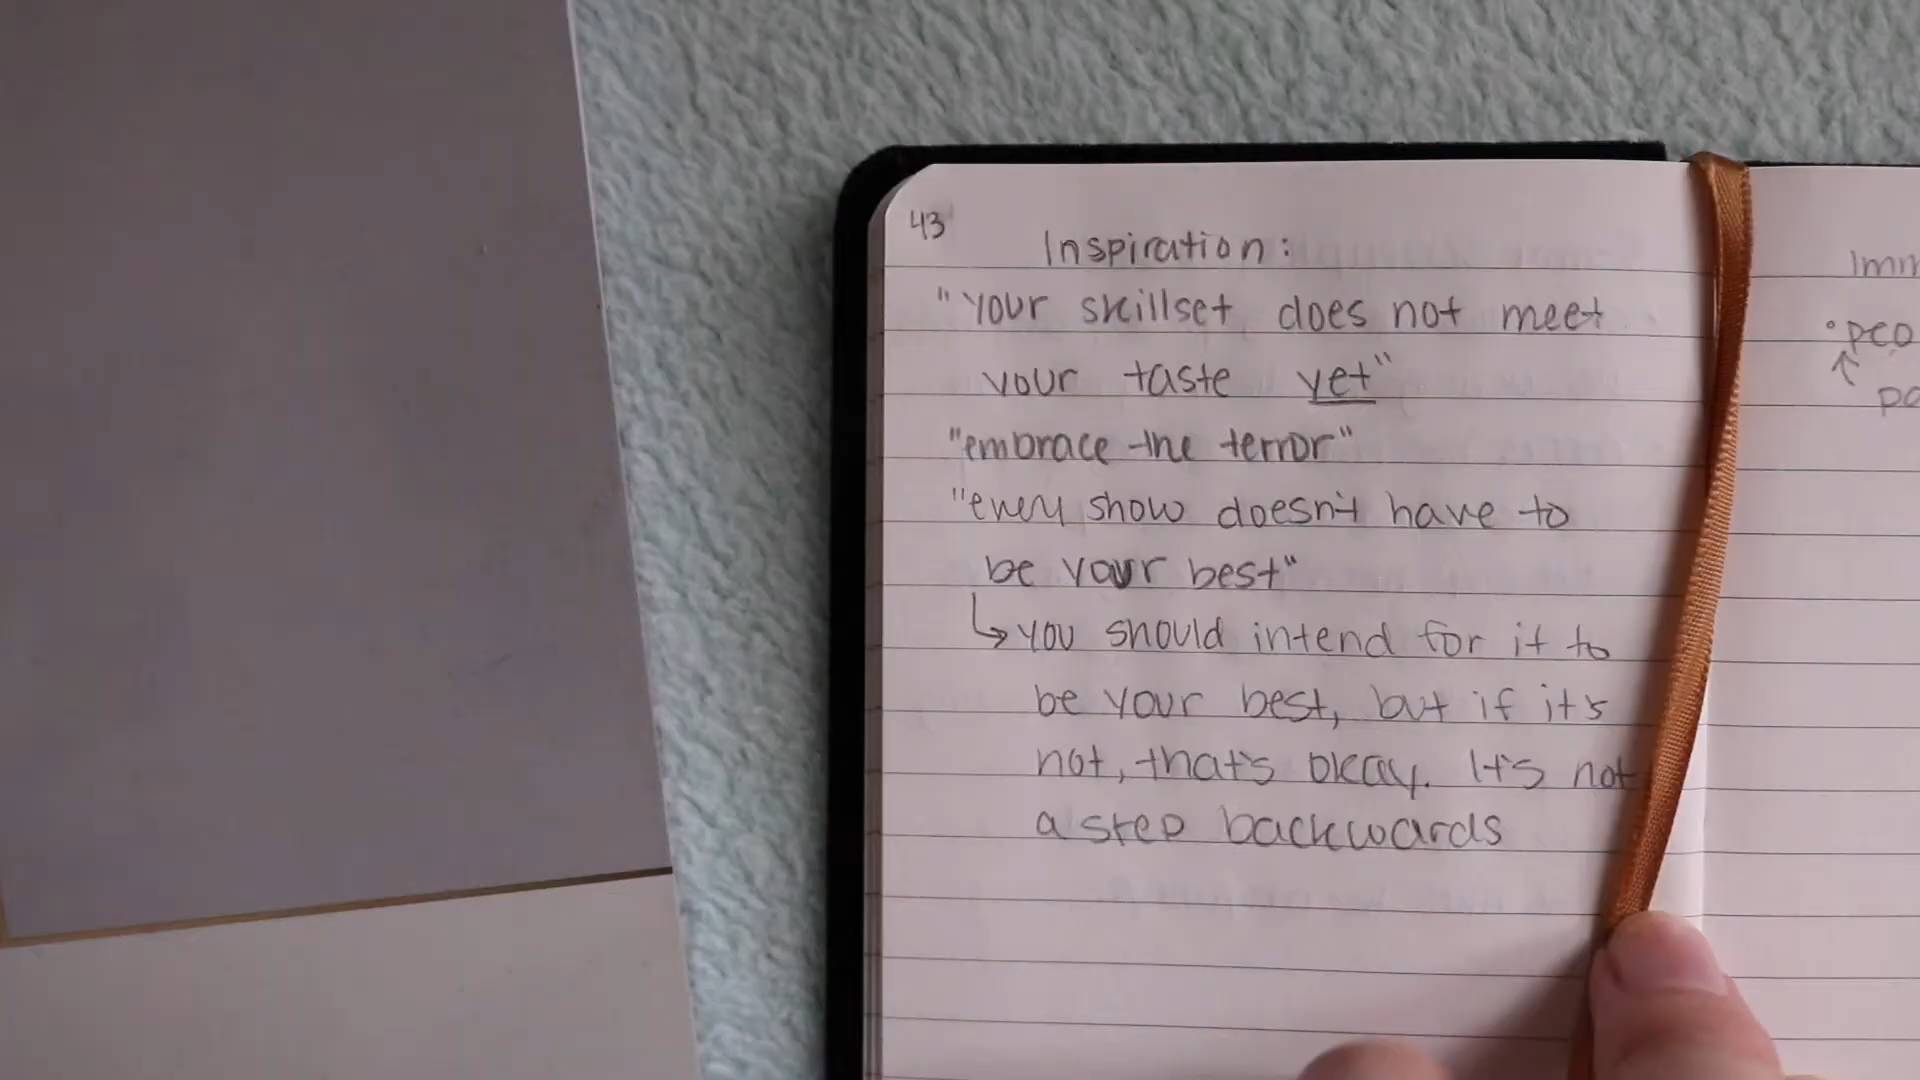 43
Inspiration:
"Your skillset does not meet
your taste yet"
"embrace the terror"
"every show doesn't have to
be your best"
↳ you should intend for it to
be your best, but if it's
not, that's okay. It's not
a step backwards